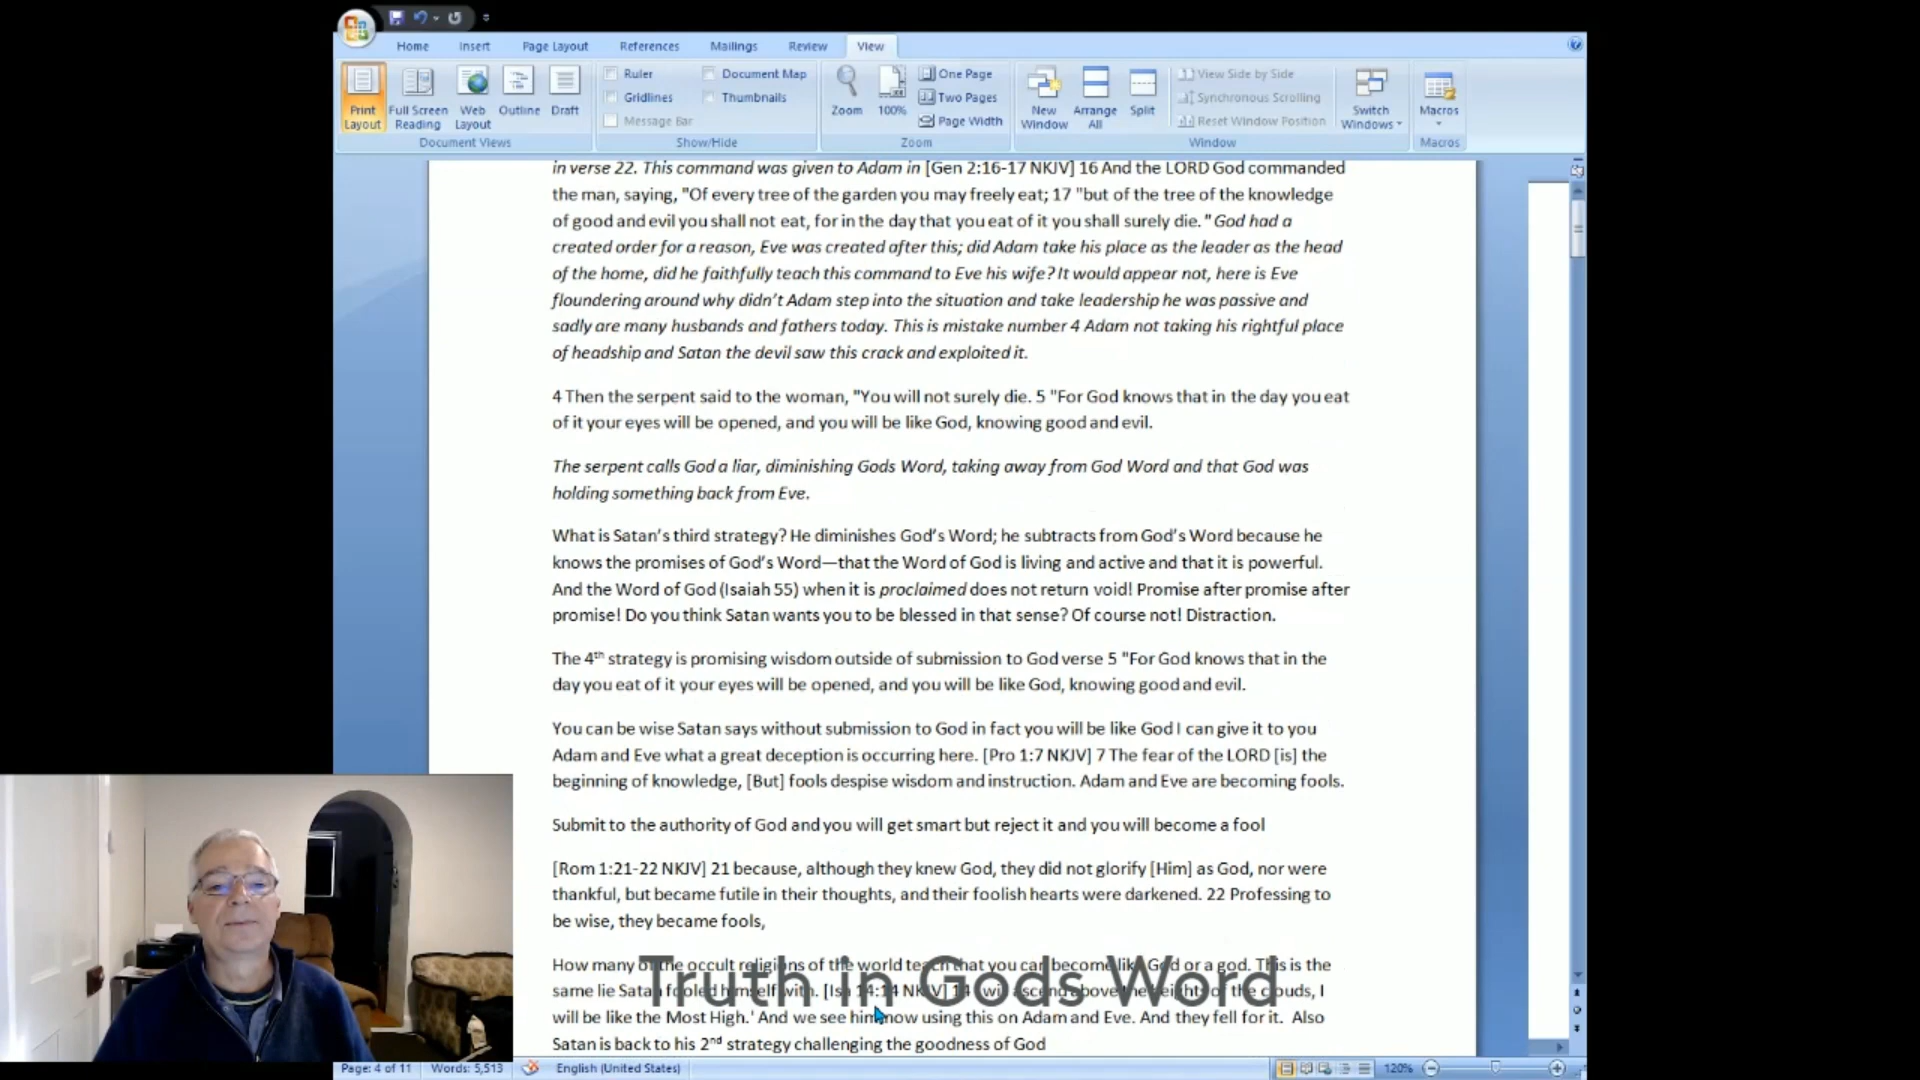 Home Insert Page Layout References Mailings Review View
Print Layout
Full Screen Reading
Web Layout
Outline
Draft
Document Views
Ruler
Gridlines
Message Bar
Document Map
Thumbnails
Show/Hide
Zoom
100%
One Page
Two Pages
Page Width
Zoom
New Window
Arrange All
Split
View Side by Side
Synchronous Scrolling
Reset Window Position
Switch Windows
Window
Macros
Macros
in verse 22. This command was given to Adam in [Gen 2:16-17 NKJV] 16 And the LORD God commanded
the man, saying, "Of every tree of the garden you may freely eat; 17 "but of the tree of the knowledge
of good and evil you shall not eat, for in the day that you eat of it you shall surely die." God had a
created order for a reason, Eve was created after this; did Adam take his place as the leader as the head
of the home, did he faithfully teach this command to Eve his wife? It would appear not, here is Eve
floundering around why didn't Adam step into the situation and take leadership he was passive and
sadly are many husbands and fathers today. This is mistake number 4 Adam not taking his rightful place
of headship and Satan the devil saw this crack and exploited it.
4 Then the serpent said to the woman, "You will not surely die. 5 "For God knows that in the day you eat
of it your eyes will be opened, and you will be like God, knowing good and evil.
The serpent calls God a liar, diminishing Gods Word, taking away from God Word and that God was
holding something back from Eve.
What is Satan's third strategy? He diminishes God's Word; he subtracts from God's Word because he
knows the promises of God's Word—that the Word of God is living and active and that it is powerful.
And the Word of God (Isaiah 55) when it is proclaimed does not return void! Promise after promise after
promise! Do you think Satan wants you to be blessed in that sense? Of course not! Distraction.
The 4th strategy is promising wisdom outside of submission to God verse 5 "For God knows that in the
day you eat of it your eyes will be opened, and you will be like God, knowing good and evil.
You can be wise Satan says without submission to God in fact you will be like God I can give it to you
Adam and Eve what a great deception is occurring here. [Pro 1:7 NKJV] 7 The fear of the LORD [is] the
beginning of knowledge, [But] fools despise wisdom and instruction. Adam and Eve are becoming fools.
Submit to the authority of God and you will get smart but reject it and you will become a fool
[Rom 1:21-22 NKJV] 21 because, although they knew God, they did not glorify [Him] as God, nor were
thankful, but became futile in their thoughts, and their foolish hearts were darkened. 22 Professing to
be wise, they became fools,
How many of the occult religions of the world teach that you can become like God or a god. This is the
same lie Satan fooled himself with. [Isa 14:14 NKJV] 14 I will ascend above the heights of the clouds, I
will be like the Most High.' And we see him now using this on Adam and Eve. And they fell for it. Also
Satan is back to his 2nd strategy challenging the goodness of God
Truth in Gods Word
Page: 4 of 11 Words: 5,513 English (United States) 120%